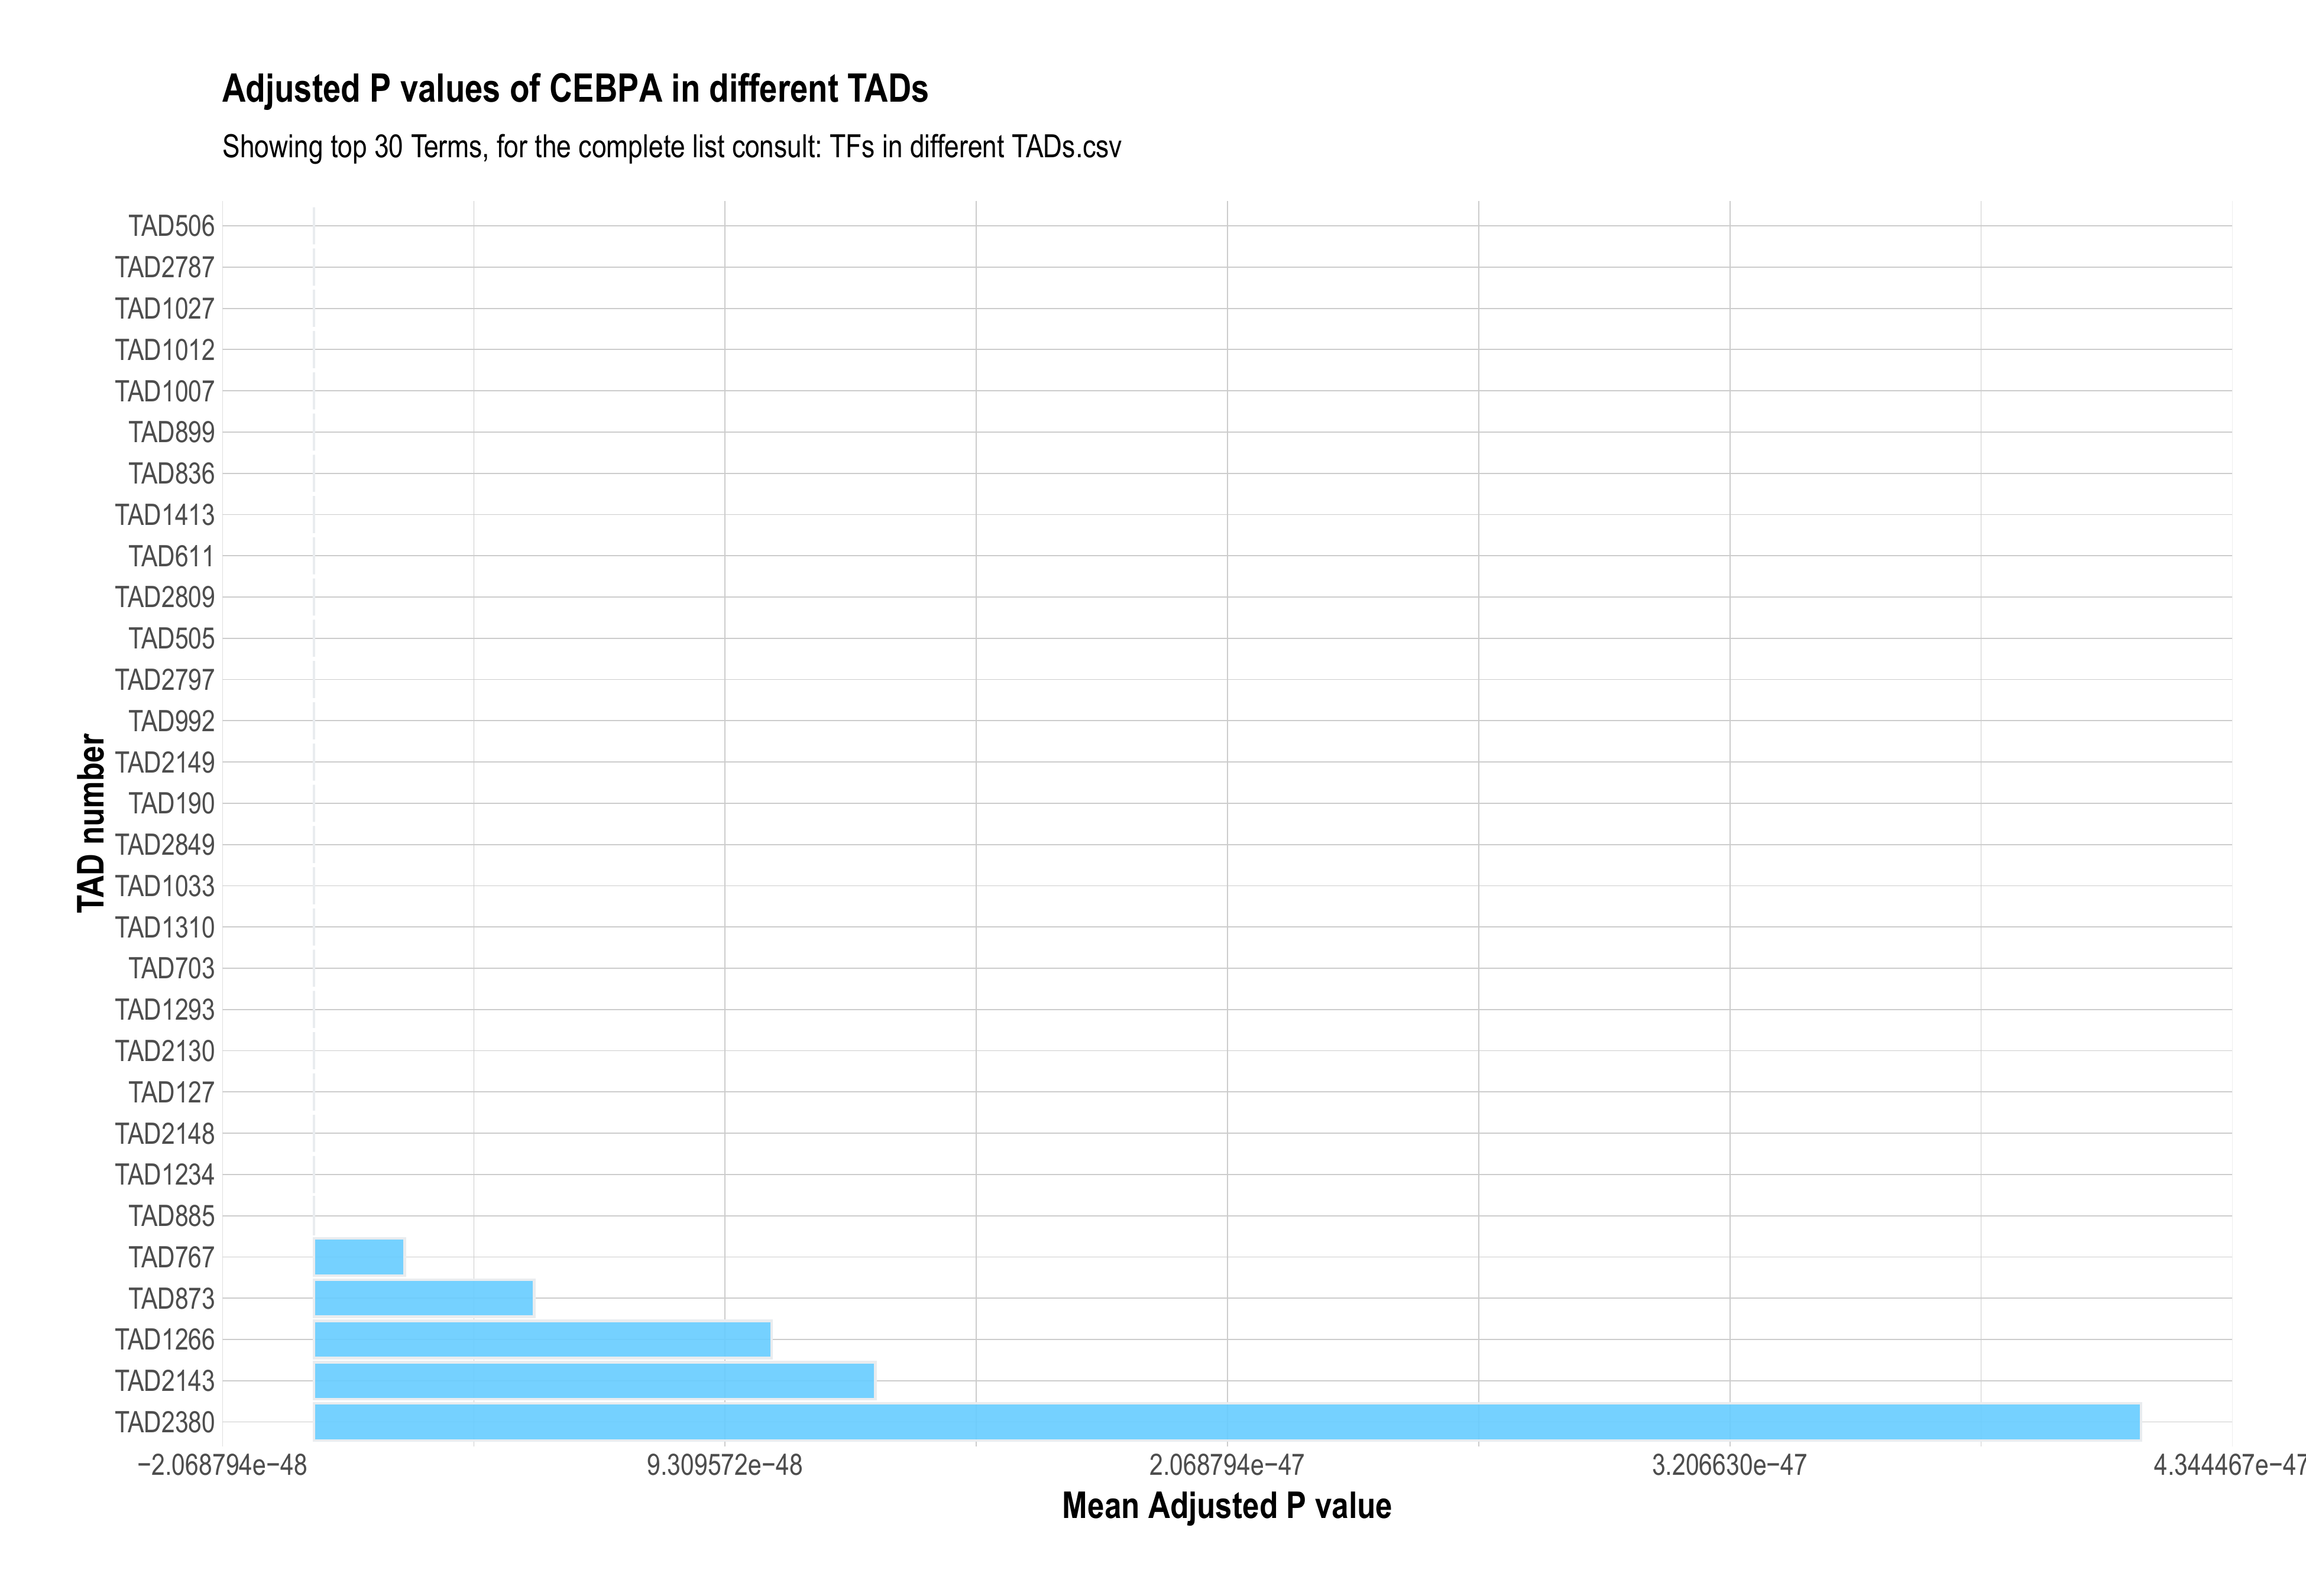 Adjusted P values of CEBPA in different TADs
Showing top 30 Terms, for the complete list consult: TFs in different TADs.csv
TAD number
TAD506
TAD2787
TAD1027
TAD1012
TAD1007
TAD899
TAD836
TAD1413
TAD611
TAD2809
TAD505
TAD2797
TAD992
TAD2149
TAD190
TAD2849
TAD1033
TAD1310
TAD703
TAD1293
TAD2130
TAD127
TAD2148
TAD1234
TAD885
TAD767
TAD873
TAD1266
TAD2143
TAD2380
−2.068794e−48 9.309572e−48 2.068794e−47 3.206630e−47 4.344467e−47
Mean Adjusted P value